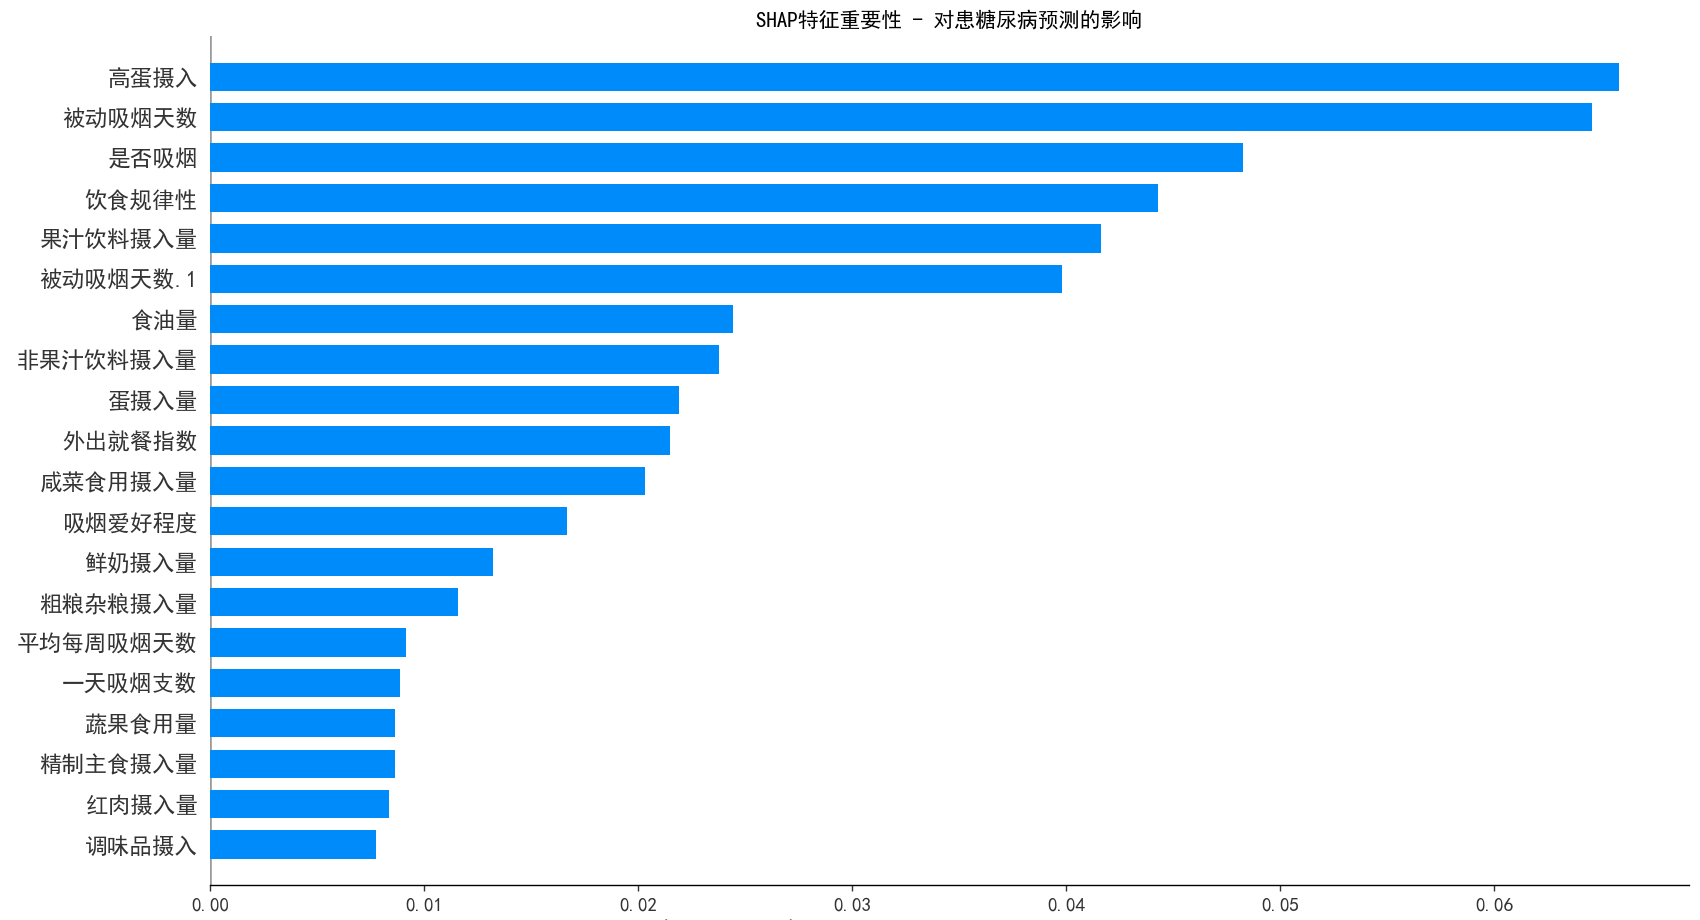 SHAP特征重要性 - 对患糖尿病预测的影响
高蛋摄入
被动吸烟天数
是否吸烟
饮食规律性
果汁饮料摄入量
被动吸烟天数.1
食油量
非果汁饮料摄入量
蛋摄入量
外出就餐指数
咸菜食用摄入量
吸烟爱好程度
鲜奶摄入量
粗粮杂粮摄入量
平均每周吸烟天数
一天吸烟支数
蔬果食用量
精制主食摄入量
红肉摄入量
调味品摄入
0.00 0.01 0.02 0.03 0.04 0.05 0.06